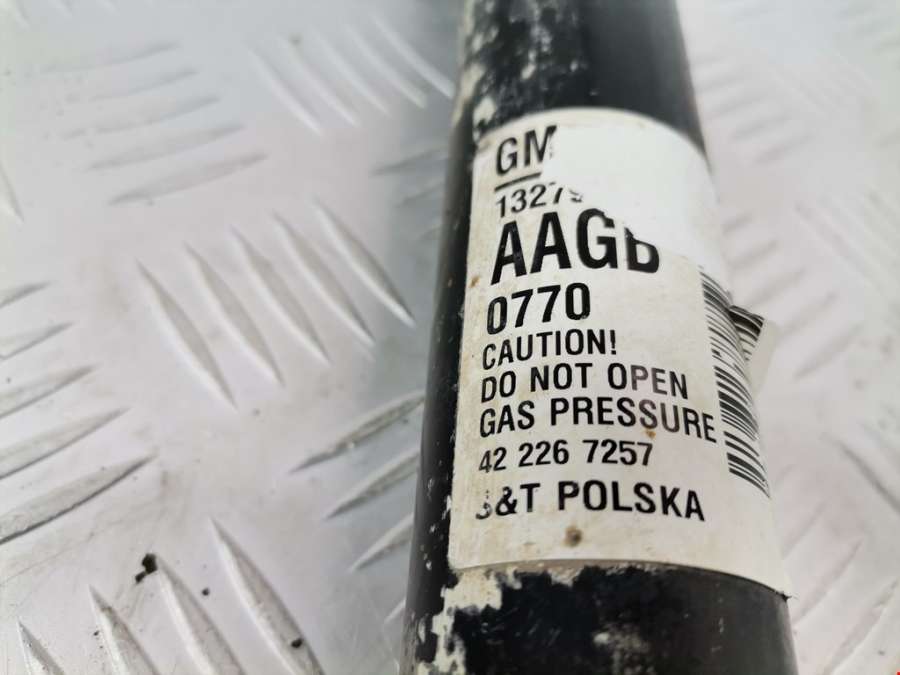 GM
AAGB
0770
CAUTION!
DO NOT OPEN
GAS PRESSURE
42 226 7257
&T POLSKA